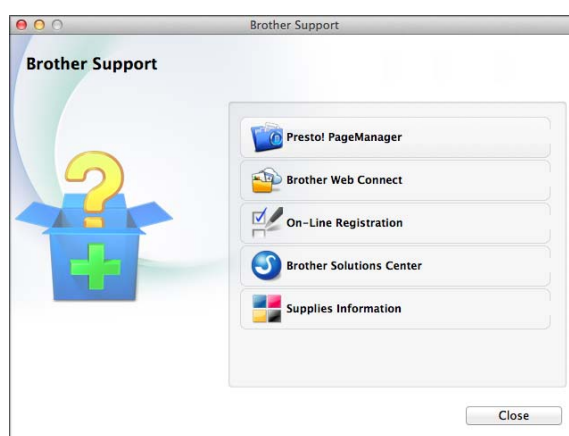 Brother Support
Brother Support
Presto! PageManager
Brother Web Connect
On-Line Registration
Brother Solutions Center
Supplies Information
Close